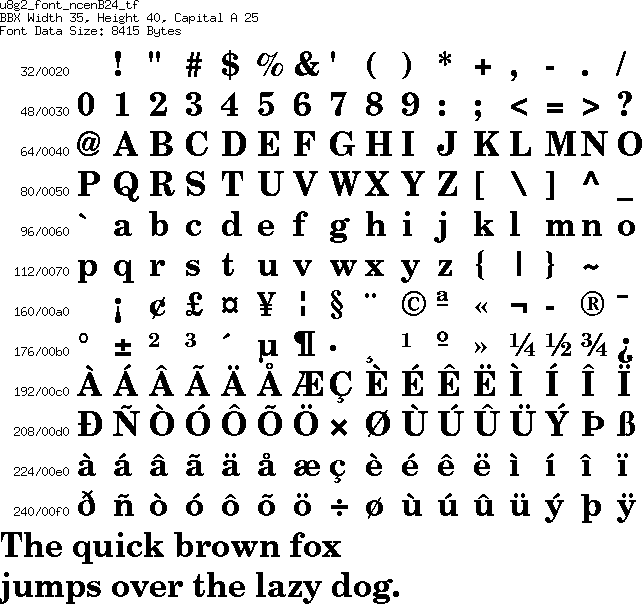 u8g2_font_ncenB24_tf
BBX Width 35, Height 40, Capital A 25
Font Data Size: 8415 Bytes
32/0020 ! " # $ % & ' ( ) * + , - . /
48/0030 0 1 2 3 4 5 6 7 8 9 : ; < = > ?
64/0040 @ A B C D E F G H I J K L M N O
80/0050 P Q R S T U V W X Y Z [ \ ] ^ _
96/0060 ` a b c d e f g h i j k l m n o
112/0070 p q r s t u v w x y z { | } ~
160/00a0 ¡ ¢ £ ¤ ¥ ¦ § ¨ © ª « ¬ - ® ¯
176/00b0 ° ± ² ³ ´ µ ¶ · ¸ ¹ º » ¼ ½ ¾ ¿
192/00c0 À Á Â Ã Ä Å Æ Ç È É Ê Ë Ì Í Î Ï
208/00d0 Ð Ñ Ò Ó Ô Õ Ö × Ø Ù Ú Û Ü Ý Þ ß
224/00e0 à á â ã ä å æ ç è é ê ë ì í î ï
240/00f0 ð ñ ò ó ô õ ö ÷ ø ù ú û ü ý þ ÿ
The quick brown fox
jumps over the lazy dog.